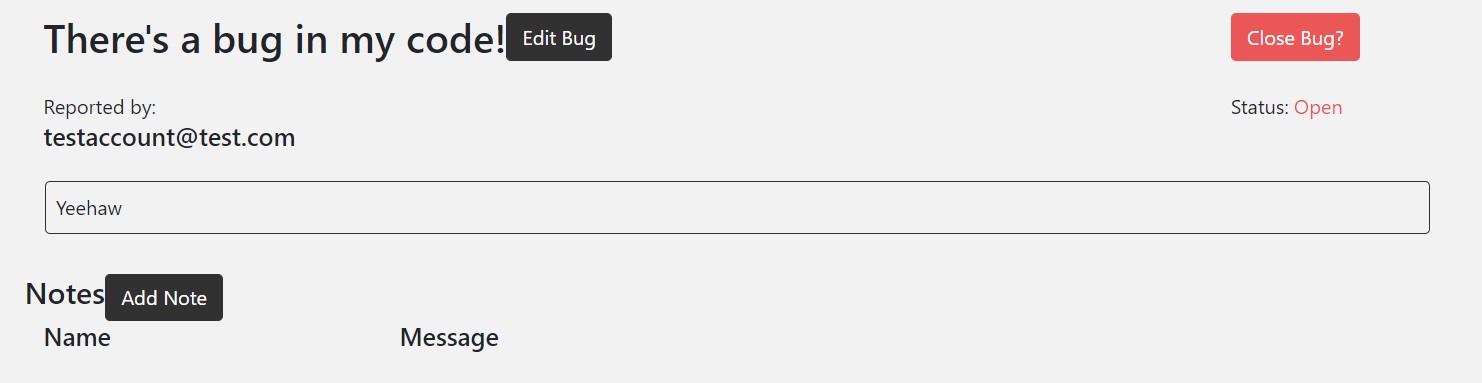 There's a bug in my code! Edit Bug Close Bug?
Reported by: Status: Open
testaccount@test.com
Yeehaw
Notes Add Note
Name Message